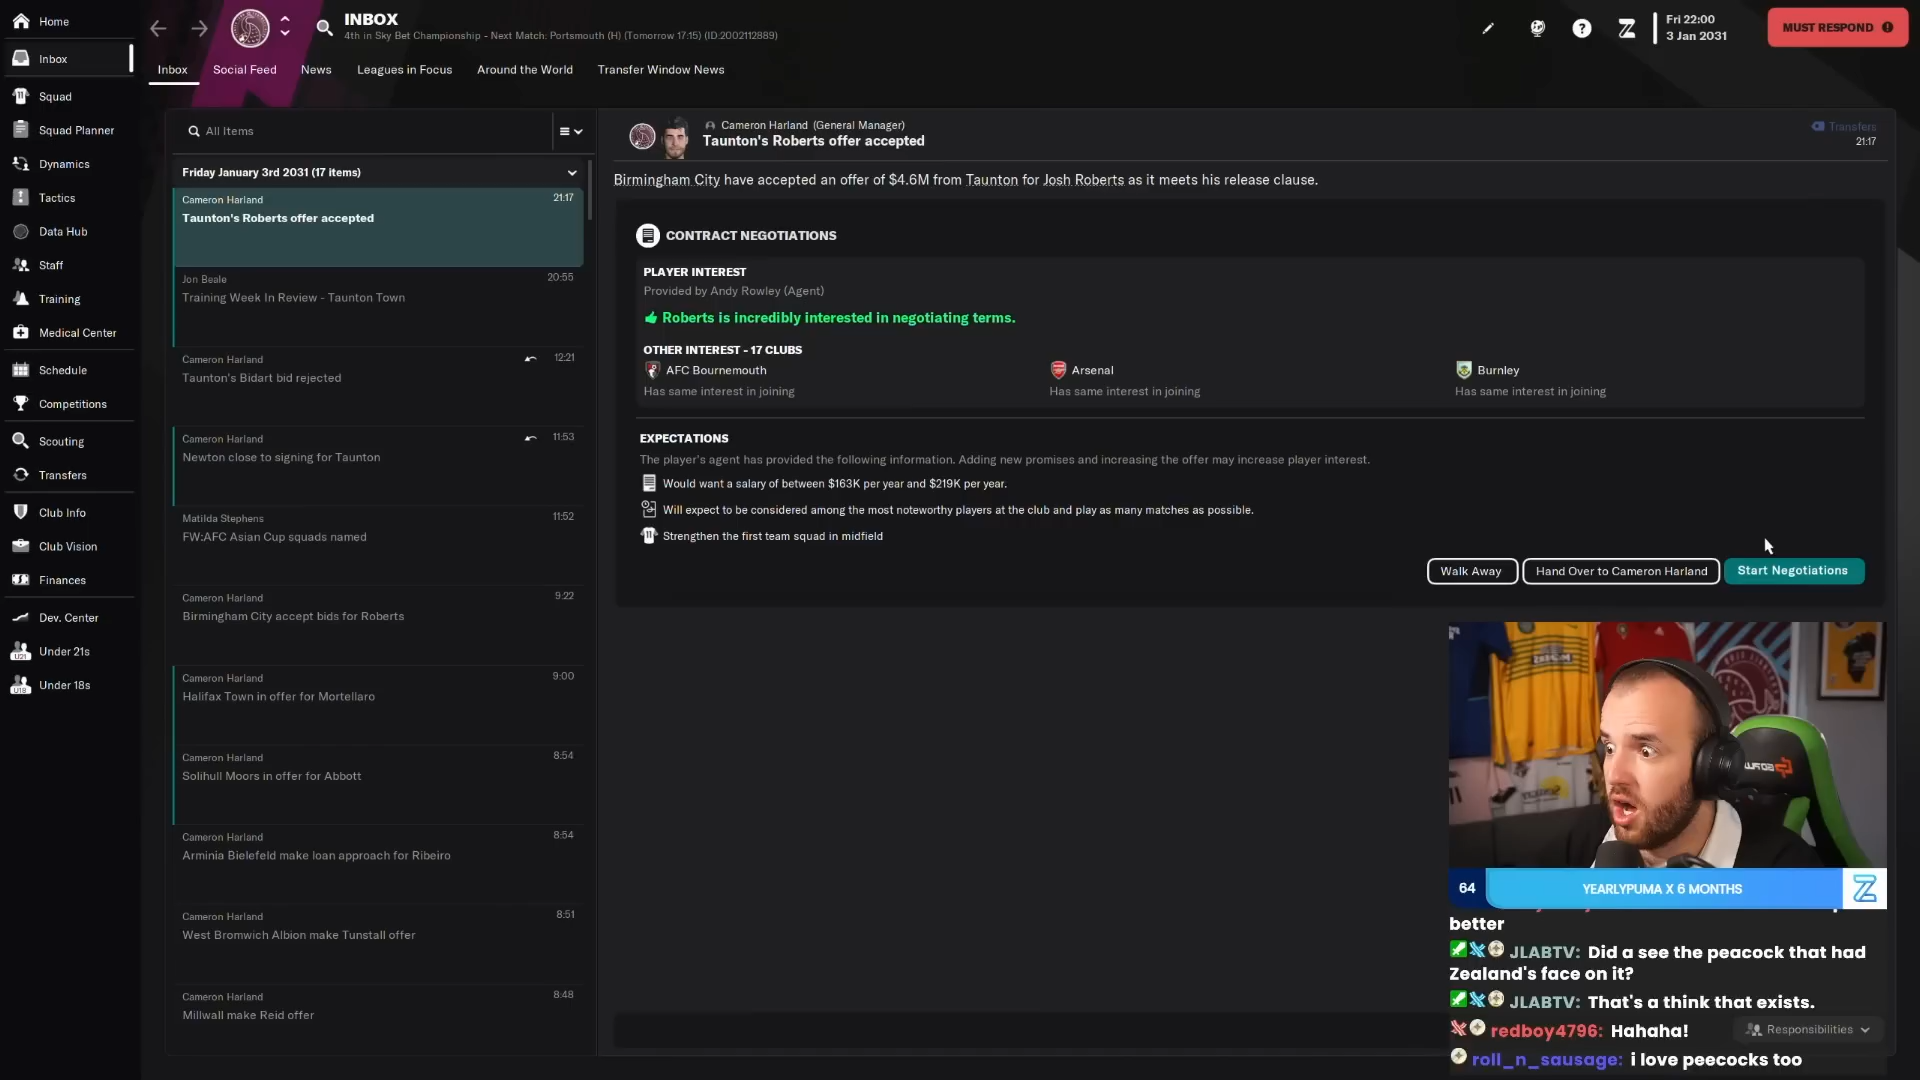 Home
Inbox
Squad
Squad Planner
Dynamics
Tactics
Data Hub
Staff
Training
Medical Center
Schedule
Competitions
Scouting
Transfers
Club Info
Club Vision
Finances
Dev. Center
Under 21s
Under 18s
INBOX
4th in Sky Bet Championship - Next Match: Portsmouth (H) (Tomorrow 17:15) (ID:2002112889)
Fri 22:00
3 Jan 2031
MUST RESPOND
Inbox
Social Feed
News
Leagues in Focus
Around the World
Transfer Window News
All Items
Friday January 3rd 2031 (17 items)
Cameron Harland 21:17
Taunton's Roberts offer accepted
Jon Beale 20:55
Training Week In Review - Taunton Town
Cameron Harland 12:21
Taunton's Bidart bid rejected
Cameron Harland 11:53
Newton close to signing for Taunton
Matilda Stephens 11:52
FW:AFC Asian Cup squads named
Cameron Harland 9:22
Birmingham City accept bids for Roberts
Cameron Harland 9:00
Halifax Town in offer for Mortellaro
Cameron Harland 8:54
Solihull Moors in offer for Abbott
Cameron Harland 8:54
Arminia Bielefeld make loan approach for Ribeiro
Cameron Harland 8:51
West Bromwich Albion make Tunstall offer
Cameron Harland 8:48
Millwall make Reid offer
Cameron Harland (General Manager)
Taunton's Roberts offer accepted
Transfers
21:17
Birmingham City have accepted an offer of $4.6M from Taunton for Josh Roberts as it meets his release clause.
CONTRACT NEGOTIATIONS
PLAYER INTEREST
Provided by Andy Rowley (Agent)
Roberts is incredibly interested in negotiating terms.
OTHER INTEREST - 17 CLUBS
AFC Bournemouth
Has same interest in joining
Arsenal
Has same interest in joining
Burnley
Has same interest in joining
EXPECTATIONS
The player's agent has provided the following information. Adding new promises and increasing the offer may increase player interest.
Would want a salary of between $163K per year and $219K per year.
Will expect to be considered among the most noteworthy players at the club and play as many matches as possible.
Strengthen the first team squad in midfield
Walk Away
Hand Over to Cameron Harland
Start Negotiations
64
YEARLYPUMA X 6 MONTHS
better
JLABTV: Did a see the peacock that had
Zealand's face on it?
JLABTV: That's a think that exists.
redboy4796: Hahaha!
Responsibilities
roll_n_sausage: i love peecocks too